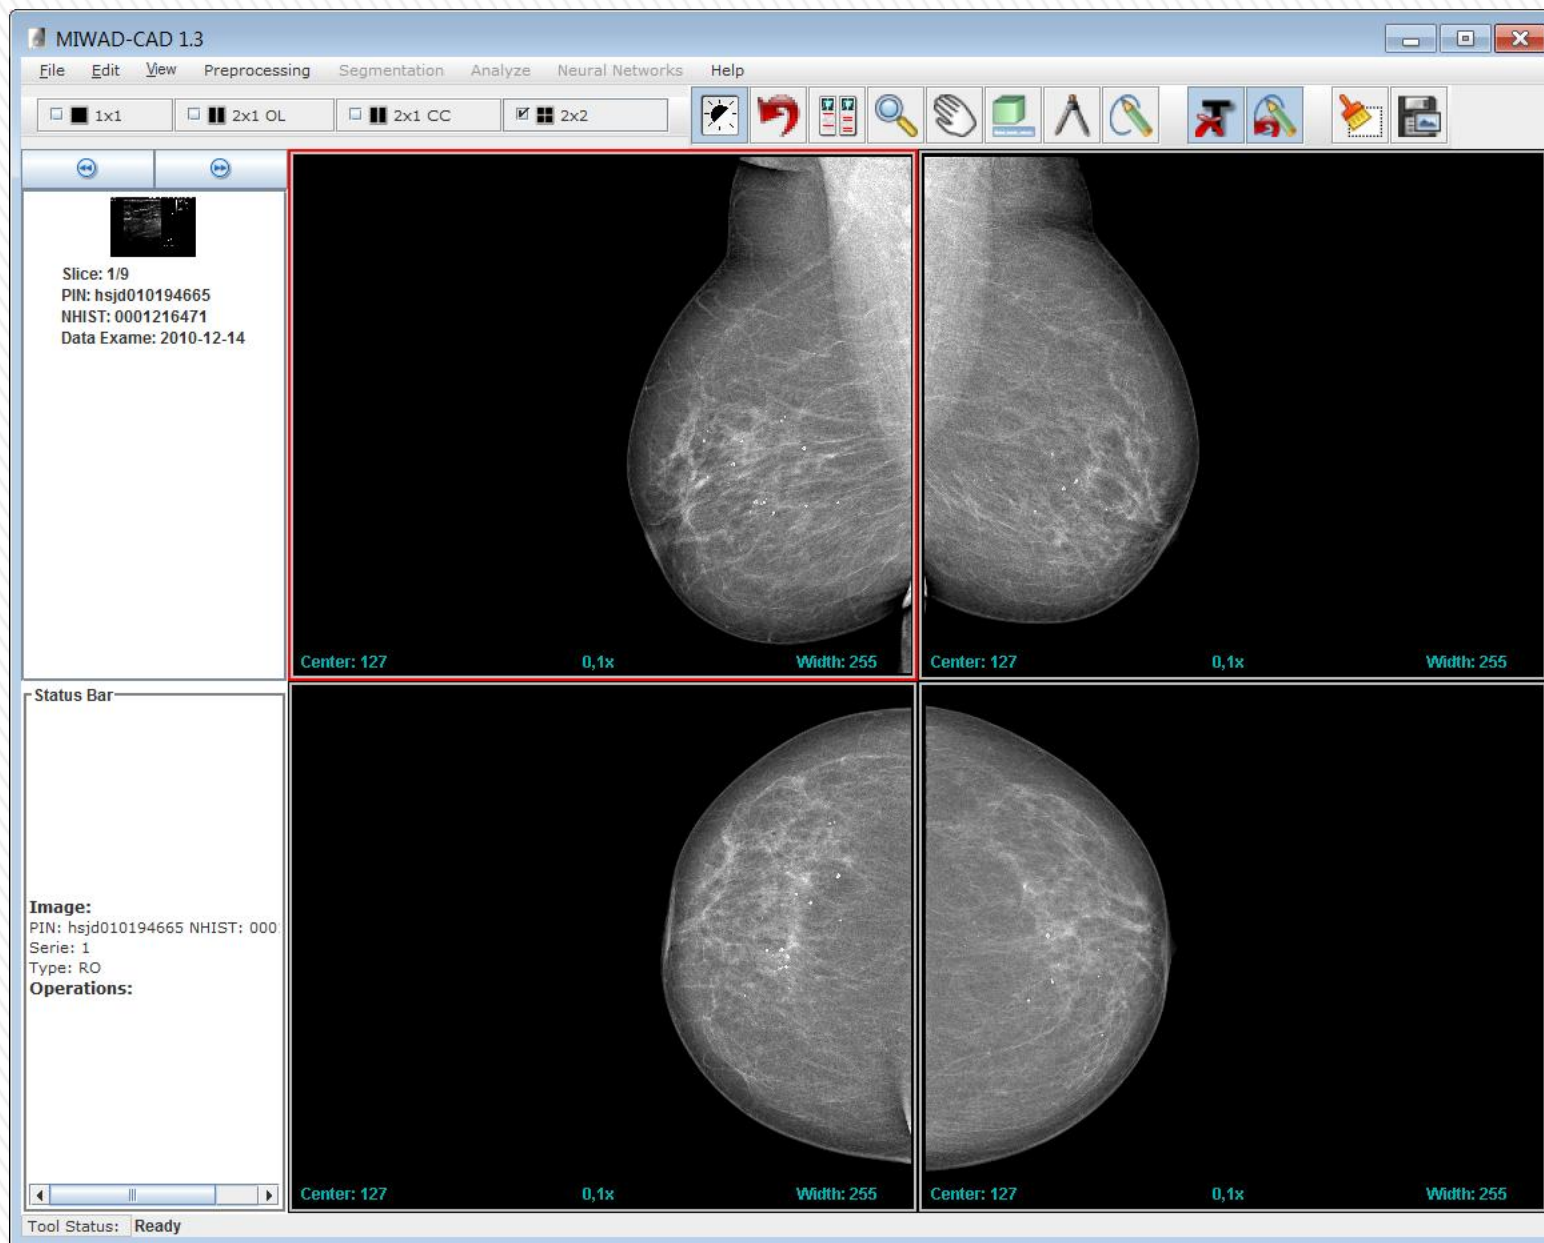 MIWAD-CAD 1.3
File Edit View Preprocessing Segmentation Analyze Neural Networks Help
1x1 2x1 OL 2x1 CC 2x2
Slice: 1/9
PIN: hsjd010194665
NHIST: 0001216471
Data Exame: 2010-12-14
Center: 127 0,1x Width: 255
Center: 127 0,1x Width: 255
Status Bar
Image:
PIN: hsjd010194665 NHIST: 000
Serie: 1
Type: RO
Operations:
Center: 127 0,1x Width: 255
Center: 127 0,1x Width: 255
Tool Status: Ready